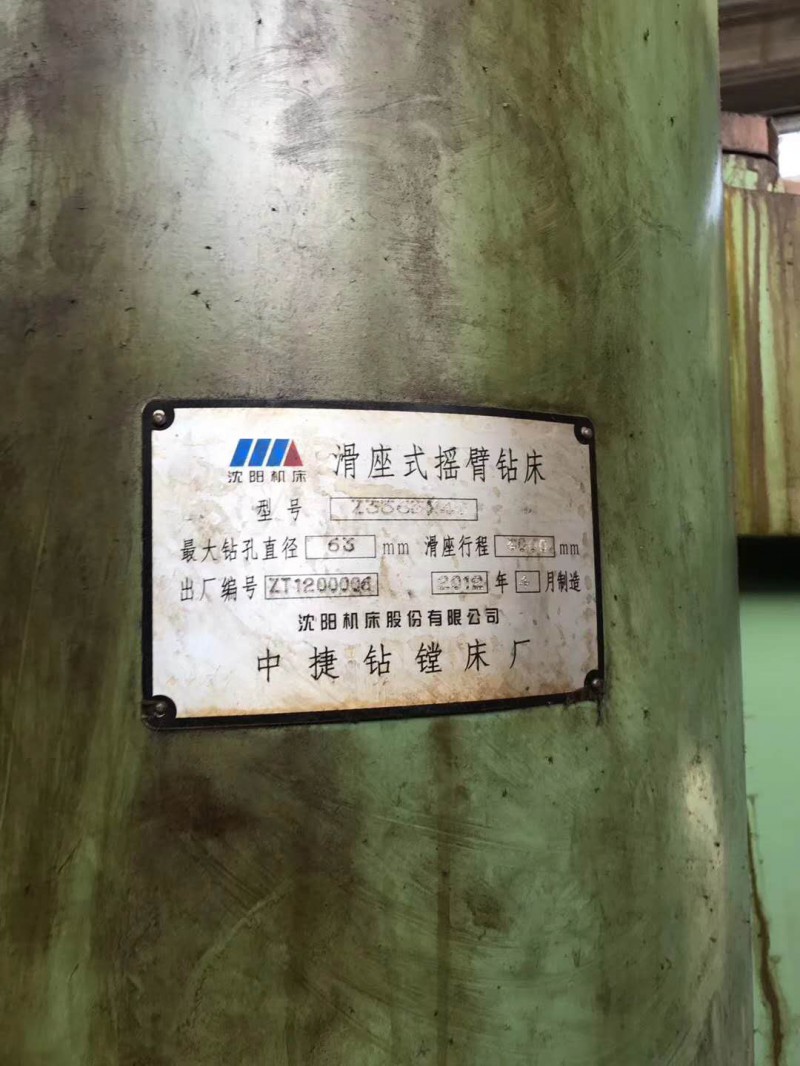 沈阳机床
滑座式摇臂钻床
型号
最大钻孔直径 63 mm 滑座行程 mm
出厂编号 ZT1200006 2012 年 月制造
沈阳机床股份有限公司
中捷钻镗床厂